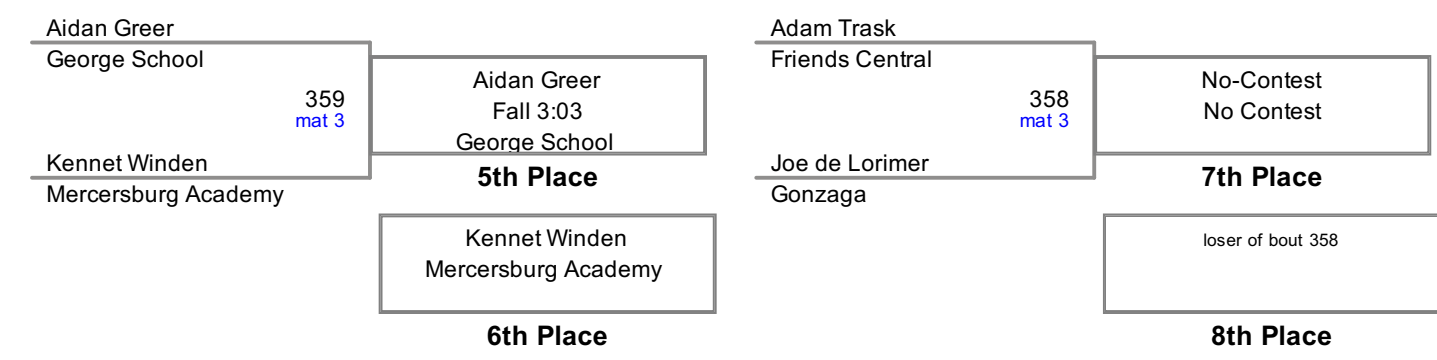 Aidan Greer
George School
359
mat 3
Kennet Winden
Mercersburg Academy
Aidan Greer
Fall 3:03
George School
5th Place
Kennet Winden
Mercersburg Academy
6th Place
Adam Trask
Friends Central
358
mat 3
Joe de Lorimer
Gonzaga
No-Contest
No Contest
7th Place
loser of bout 358
8th Place